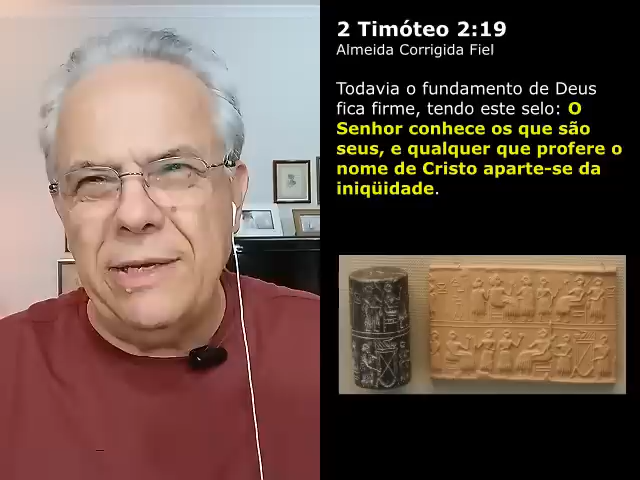 2 Timóteo 2:19
Almeida Corrigida Fiel
Todavia o fundamento de Deus
fica firme, tendo este selo: O
Senhor conhece os que são
seus, e qualquer que profere o
nome de Cristo aparte-se da
iniqüidade.